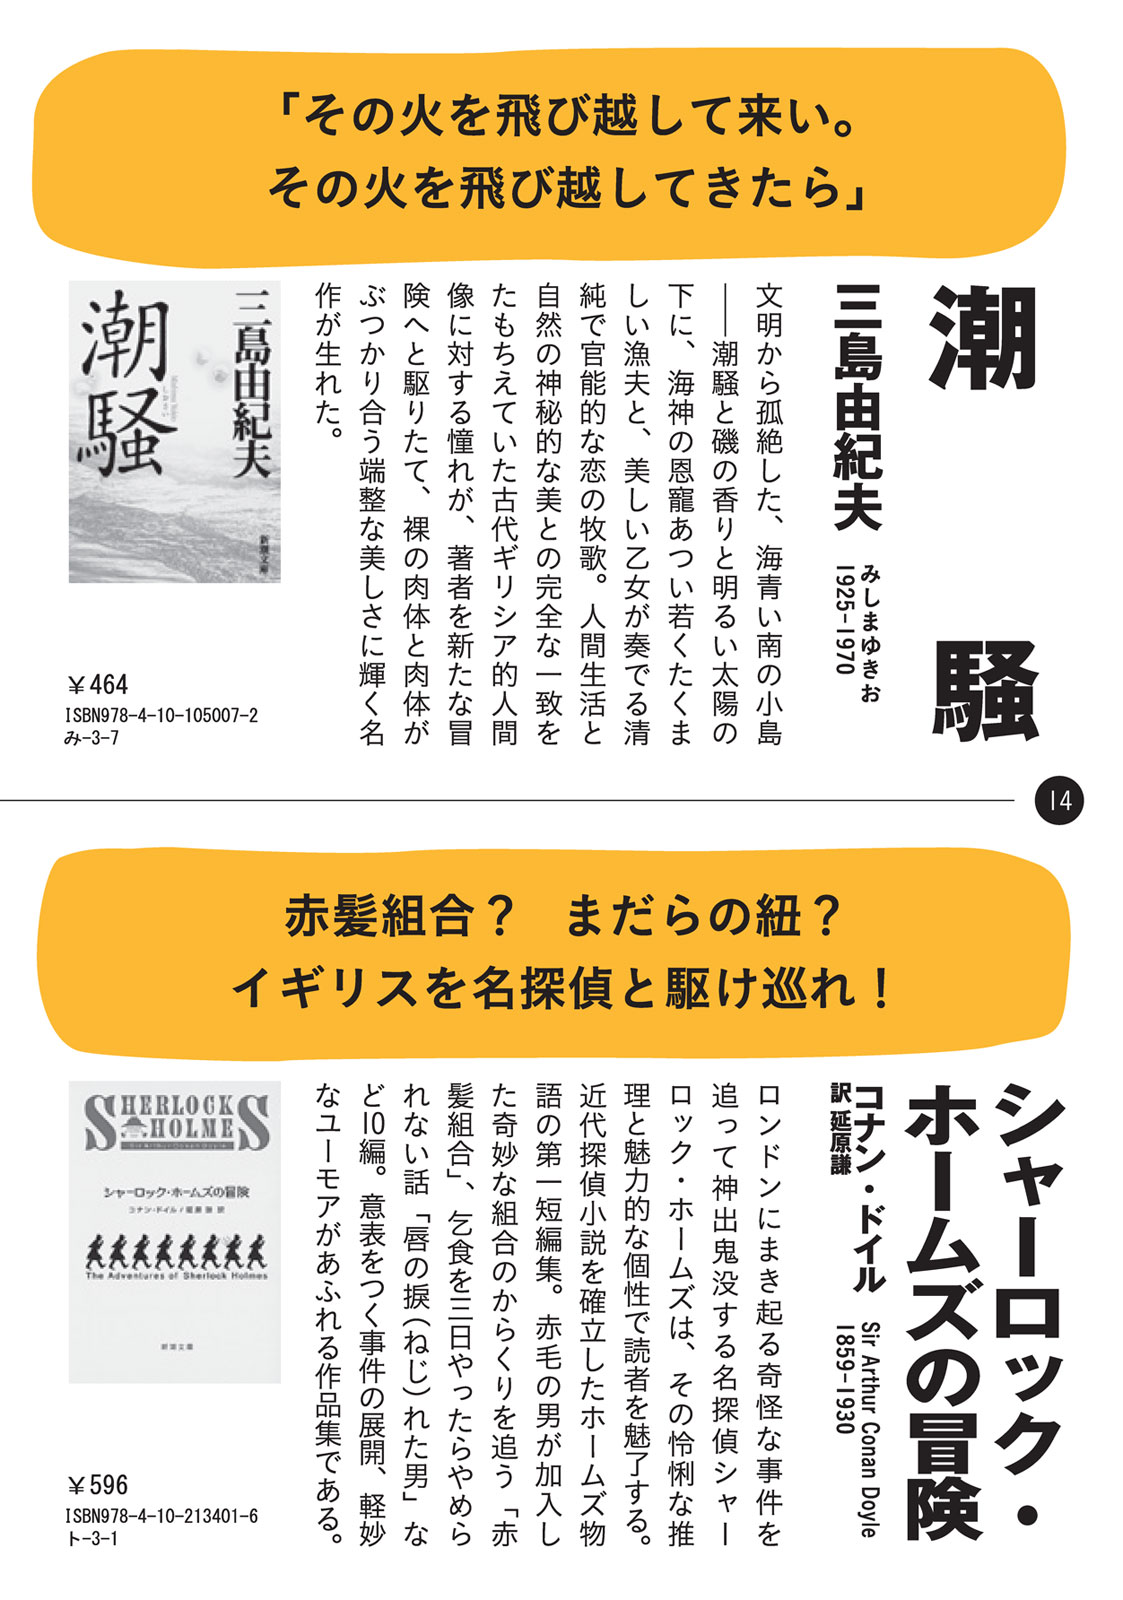 「その火を飛び越して来い。
その火を飛び越してきたら」
潮騒
三島由紀夫
みしまゆきお
1925-1970
文明から孤絶した、海青い南の小島
――潮騒と磯の香りと明るい太陽の
下に、海神の恩寵あつい若くたくま
しい漁夫と、美しい乙女が奏でる清
純で官能的な恋の牧歌。人間生活と
自然の神秘的な美との完全な一致を
たもちえていた古代ギリシア的人間
像に対する憧れが、著者を新たな冒
険へと駆りたて、裸の肉体と肉体が
ぶつかり合う端整な美しさに輝く名
作が生れた。
三島由紀夫
潮騒
新潮文庫
¥464
ISBN978-4-10-105007-2
み-3-7
14
赤髪組合?　まだらの紐?
イギリスを名探偵と駆け巡れ!
シャーロック・
ホームズの冒険
コナン・ドイル
訳 延原謙
Sir Arthur Conan Doyle
1859-1930
ロンドンにまき起る奇怪な事件を
追って神出鬼没する名探偵シャー
ロック・ホームズは、その怜悧な推
理と魅力的な個性で読者を魅了する。
近代探偵小説を確立したホームズ物
語の第一短編集。赤毛の男が加入し
た奇妙な組合のからくりを追う「赤
髪組合」、乞食を三日やったらやめら
れない話「唇の捩(ねじ)れた男」な
ど10編。意表をつく事件の展開、軽妙
なユーモアがあふれる作品集である。
SHERLOCK
HOLMES
シャーロック・ホームズの冒険
コナン・ドイル/延原 謙 訳
The Adventures of Sherlock Holmes
新潮文庫
¥596
ISBN978-4-10-213401-6
ト-3-1